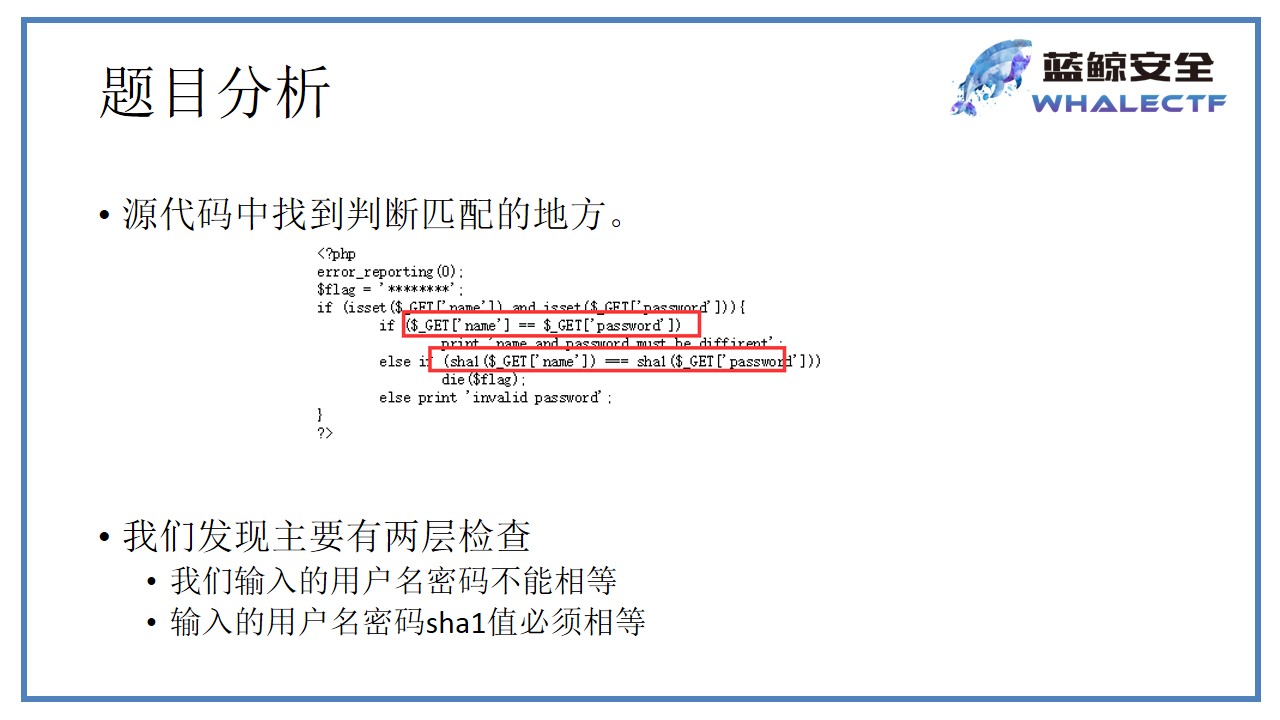 题目分析
蓝鲸安全
WHALECTF
• 源代码中找到判断匹配的地方。
<?php
error_reporting(0);
$flag = '********';
if (isset($_GET['name']) and isset($_GET['password'])){
if ($_GET['name'] == $_GET['password'])
print 'name and password must be diffirent';
else if (sha1($_GET['name']) === sha1($_GET['password']))
die($flag);
else print 'invalid password';
}
?>
• 我们发现主要有两层检查
• 我们输入的用户名密码不能相等
• 输入的用户名密码sha1值必须相等